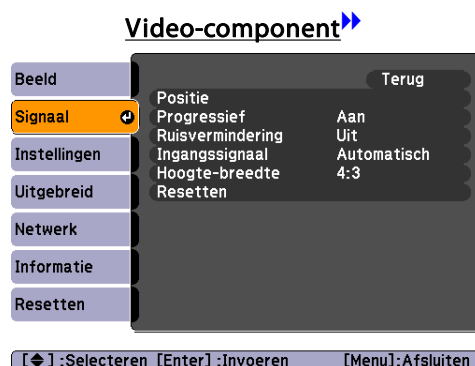 Video-component
Beeld
Signaal
Instellingen
Uitgebreid
Netwerk
Informatie
Resetten
Terug
Positie
Progressief Aan
Ruisvermindering Uit
Ingangssignaal Automatisch
Hoogte-breedte 4:3
Resetten
[◆] :Selecteren [Enter] :Invoeren [Menu]:Afsluiten